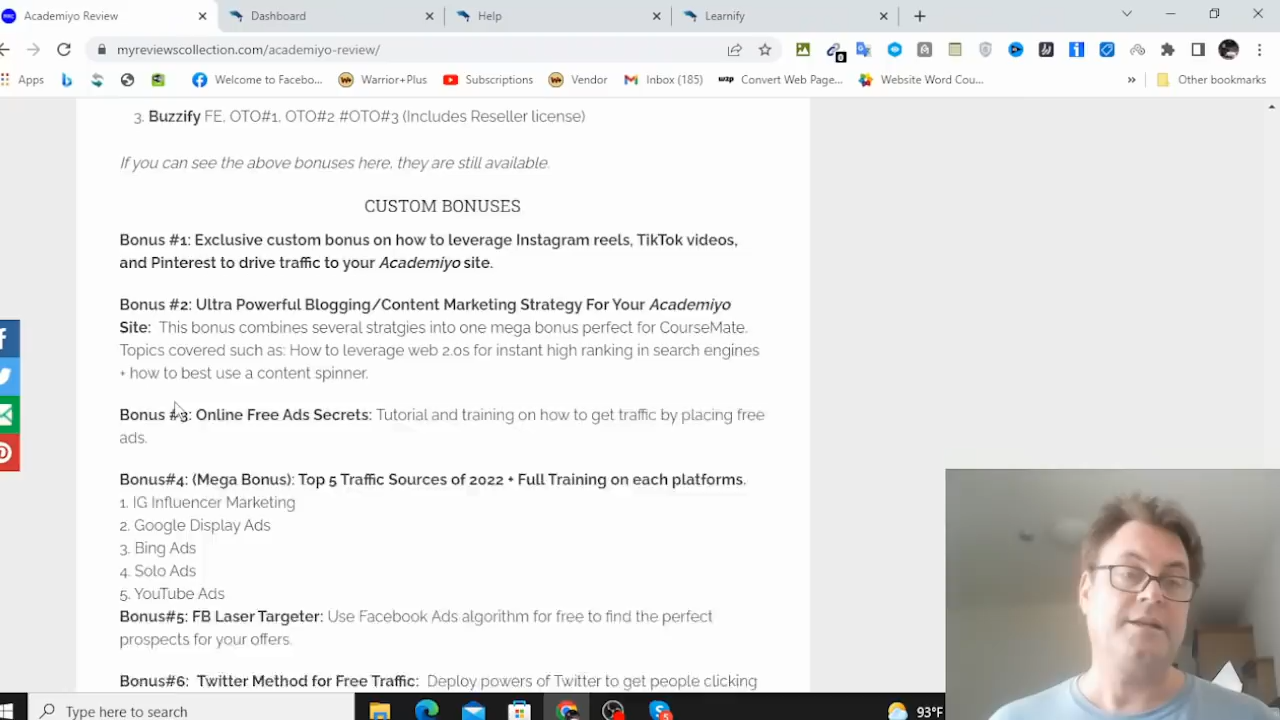 Academiyo Review
Dashboard
Help
Learnify
myreviewscollection.com/academiyo-review/
Apps
Welcome to Facebo...
Warrior+Plus
Subscriptions
Vendor
Inbox (185)
Convert Web Page...
Website Word Cou...
»
Other bookmarks
3. Buzzify FE, OTO#1, OTO#2 #OTO#3 (Includes Reseller license)
If you can see the above bonuses here, they are still available.
CUSTOM BONUSES
Bonus #1: Exclusive custom bonus on how to leverage Instagram reels, TikTok videos,
and Pinterest to drive traffic to your Academiyo site.
Bonus #2: Ultra Powerful Blogging/Content Marketing Strategy For Your Academiyo
Site: This bonus combines several stratgies into one mega bonus perfect for CourseMate.
Topics covered such as: How to leverage web 2.0s for instant high ranking in search engines
+ how to best use a content spinner.
Bonus #3: Online Free Ads Secrets: Tutorial and training on how to get traffic by placing free
ads.
Bonus#4: (Mega Bonus): Top 5 Traffic Sources of 2022 + Full Training on each platforms.
1. IG Influencer Marketing
2. Google Display Ads
3. Bing Ads
4. Solo Ads
5. YouTube Ads
Bonus#5: FB Laser Targeter: Use Facebook Ads algorithm for free to find the perfect
prospects for your offers.
Bonus#6: Twitter Method for Free Traffic: Deploy powers of Twitter to get people clicking
Type here to search
93°F